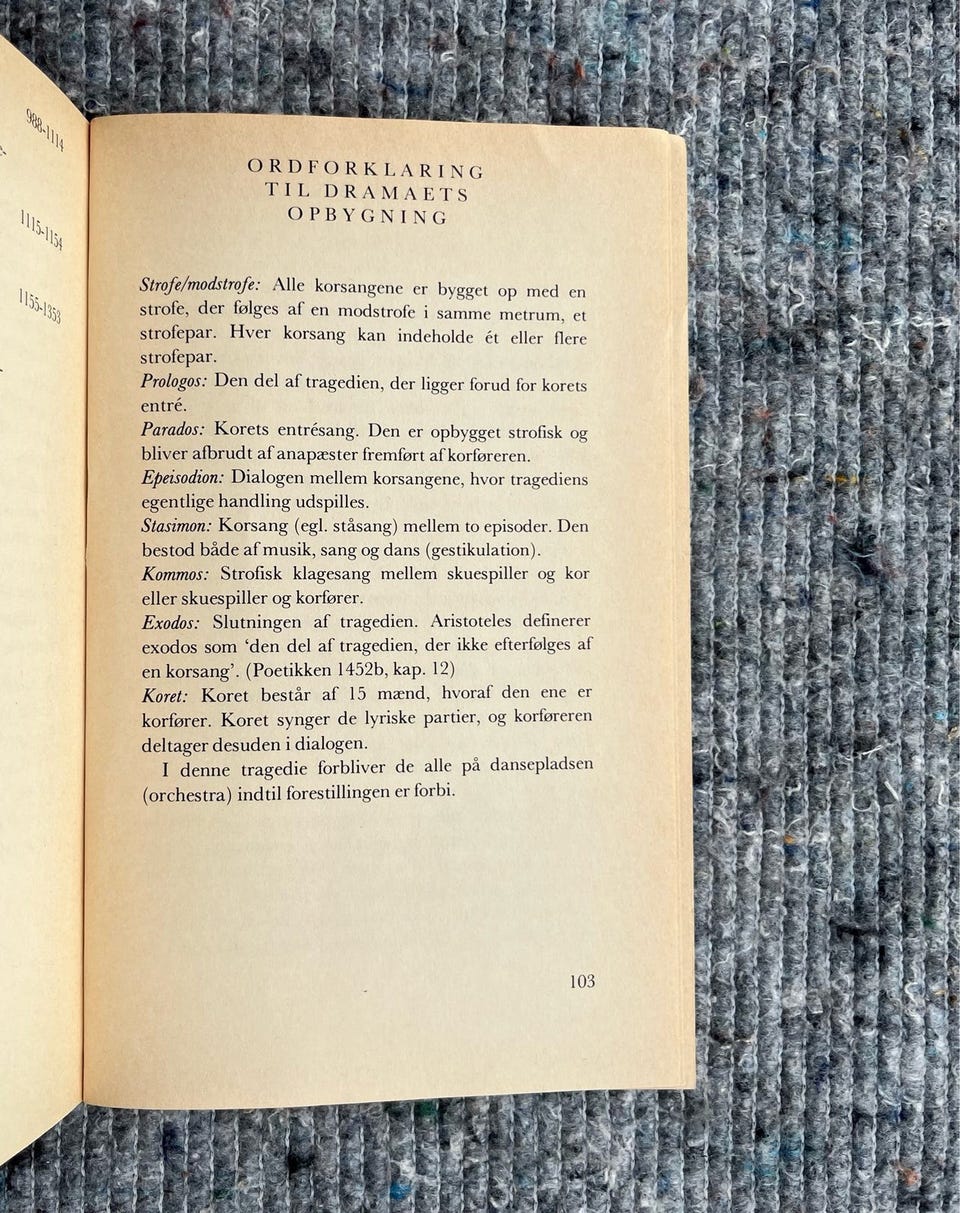 988-1114
1115-1154
1155-1353
ORDFORKLARING
TIL DRAMAETS
OPBYGNING
Strofe/modstrofe: Alle korsangene er bygget op med en
strofe, der følges af en modstrofe i samme metrum, et
strofepar. Hver korsang kan indeholde ét eller flere
strofepar.
Prologos: Den del af tragedien, der ligger forud for korets
entré.
Parados: Korets entrésang. Den er opbygget strofisk og
bliver afbrudt af anapæster fremført af korføreren.
Epeisodion: Dialogen mellem korsangene, hvor tragediens
egentlige handling udspilles.
Stasimon: Korsang (egl. ståsang) mellem to episoder. Den
bestod både af musik, sang og dans (gestikulation).
Kommos: Strofisk klagesang mellem skuespiller og kor
eller skuespiller og korfører.
Exodos: Slutningen af tragedien. Aristoteles definerer
exodos som ‘den del af tragedien, der ikke efterfølges af
en korsang’. (Poetikken 1452b, kap. 12)
Koret: Koret består af 15 mænd, hvoraf den ene er
korfører. Koret synger de lyriske partier, og korføreren
deltager desuden i dialogen.
I denne tragedie forbliver de alle på dansepladsen
(orchestra) indtil forestillingen er forbi.
103